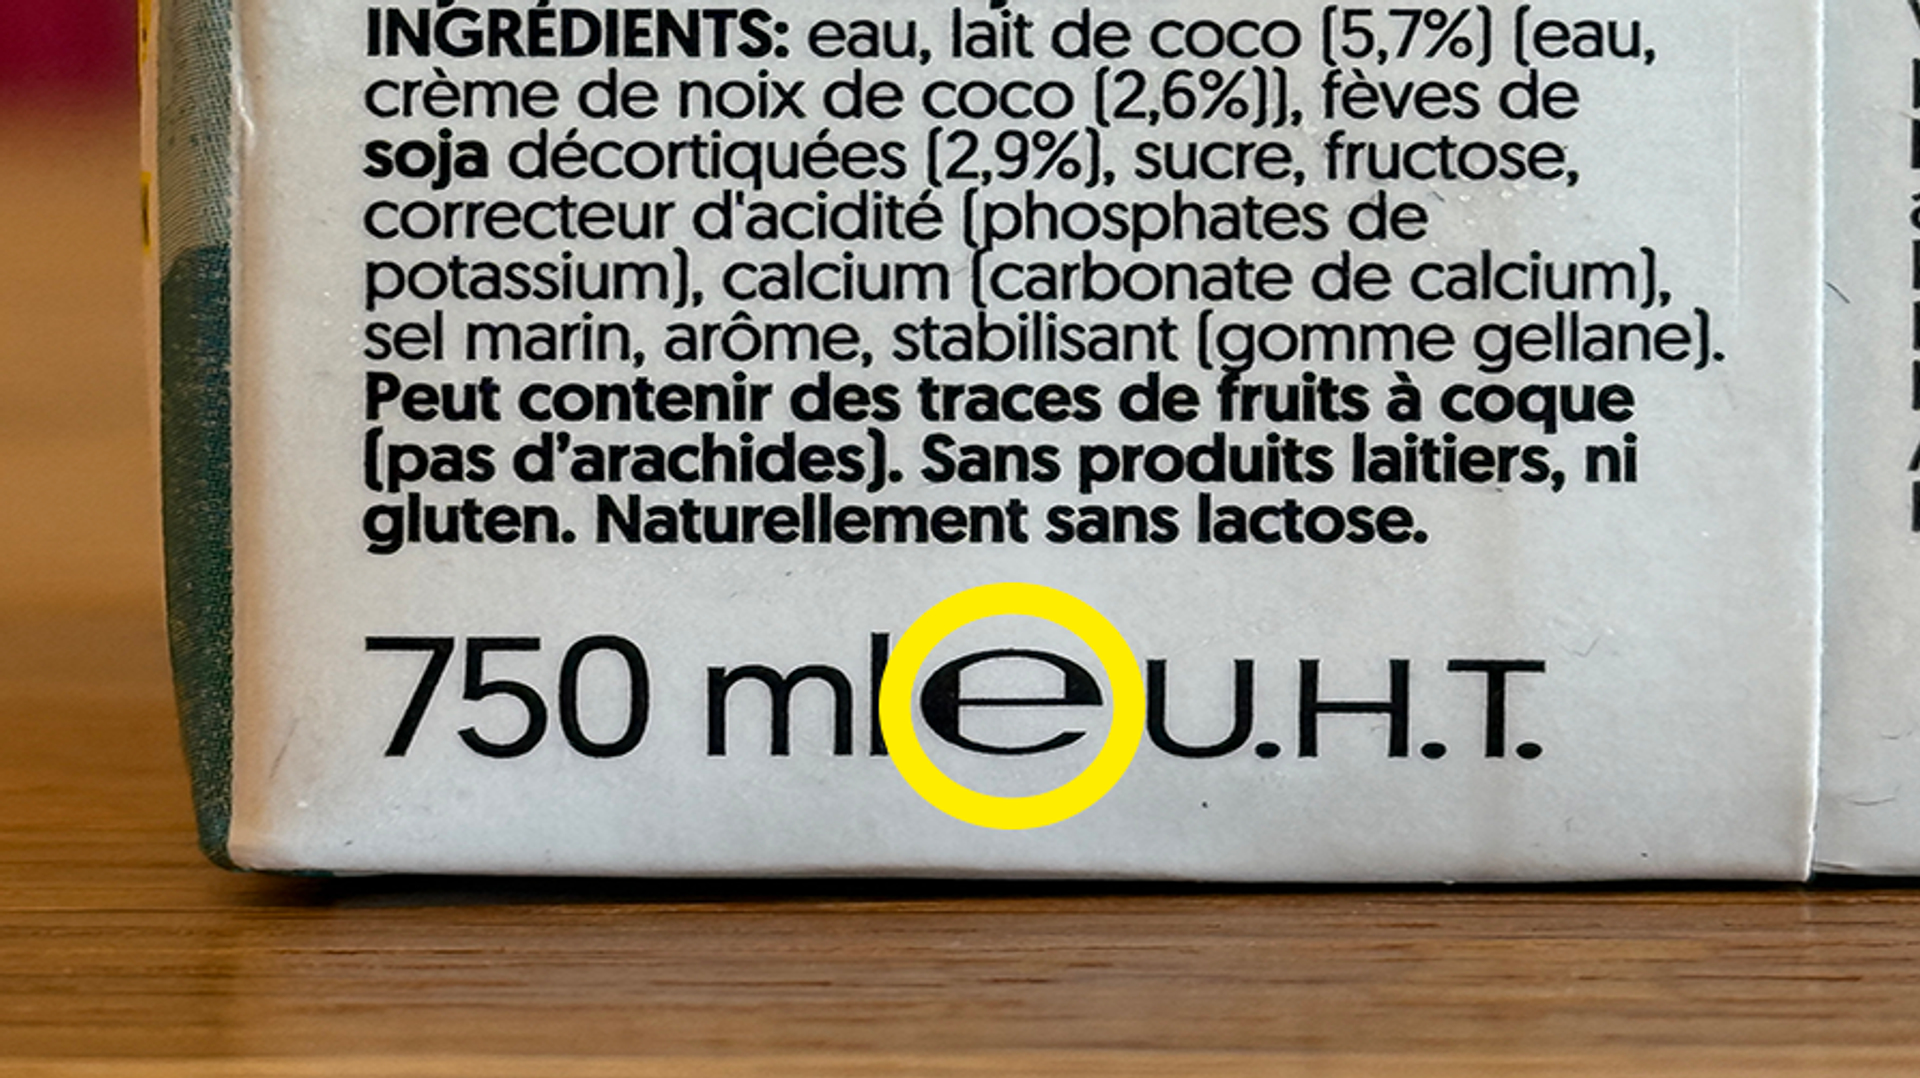 INGRÉDIENTS: eau, lait de coco (5,7%) (eau,
crème de noix de coco (2,6%)), fèves de
soja décortiquées (2,9%), sucre, fructose,
correcteur d'acidité (phosphates de
potassium), calcium (carbonate de calcium),
sel marin, arôme, stabilisant (gomme gellane).
Peut contenir des traces de fruits à coque
(pas d’arachides). Sans produits laitiers, ni
gluten. Naturellement sans lactose.
750 ml e U.H.T.